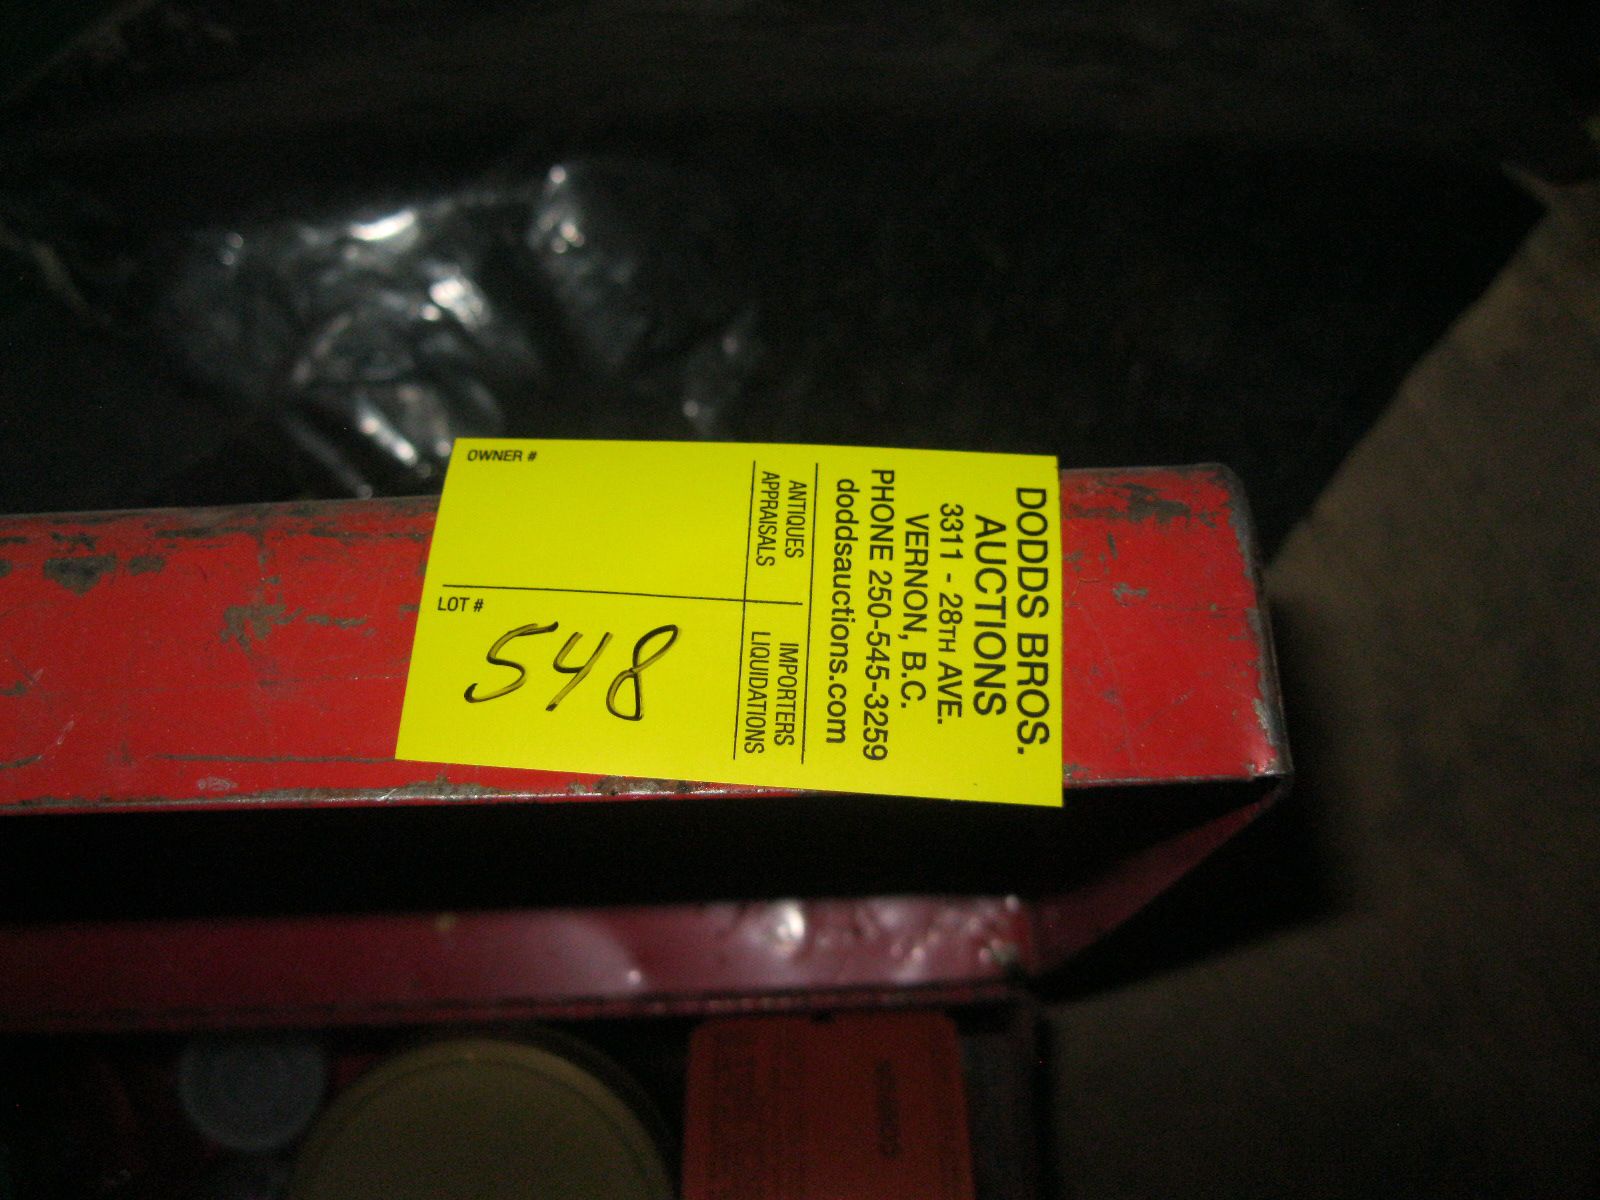 DODDS BROS.
AUCTIONS
3311 - 28TH AVE.
VERNON, B.C.
PHONE 250-545-3259
doddsauctions.com
ANTIQUES
APPRAISALS
IMPORTERS
LIQUIDATIONS
OWNER #
LOT #
548